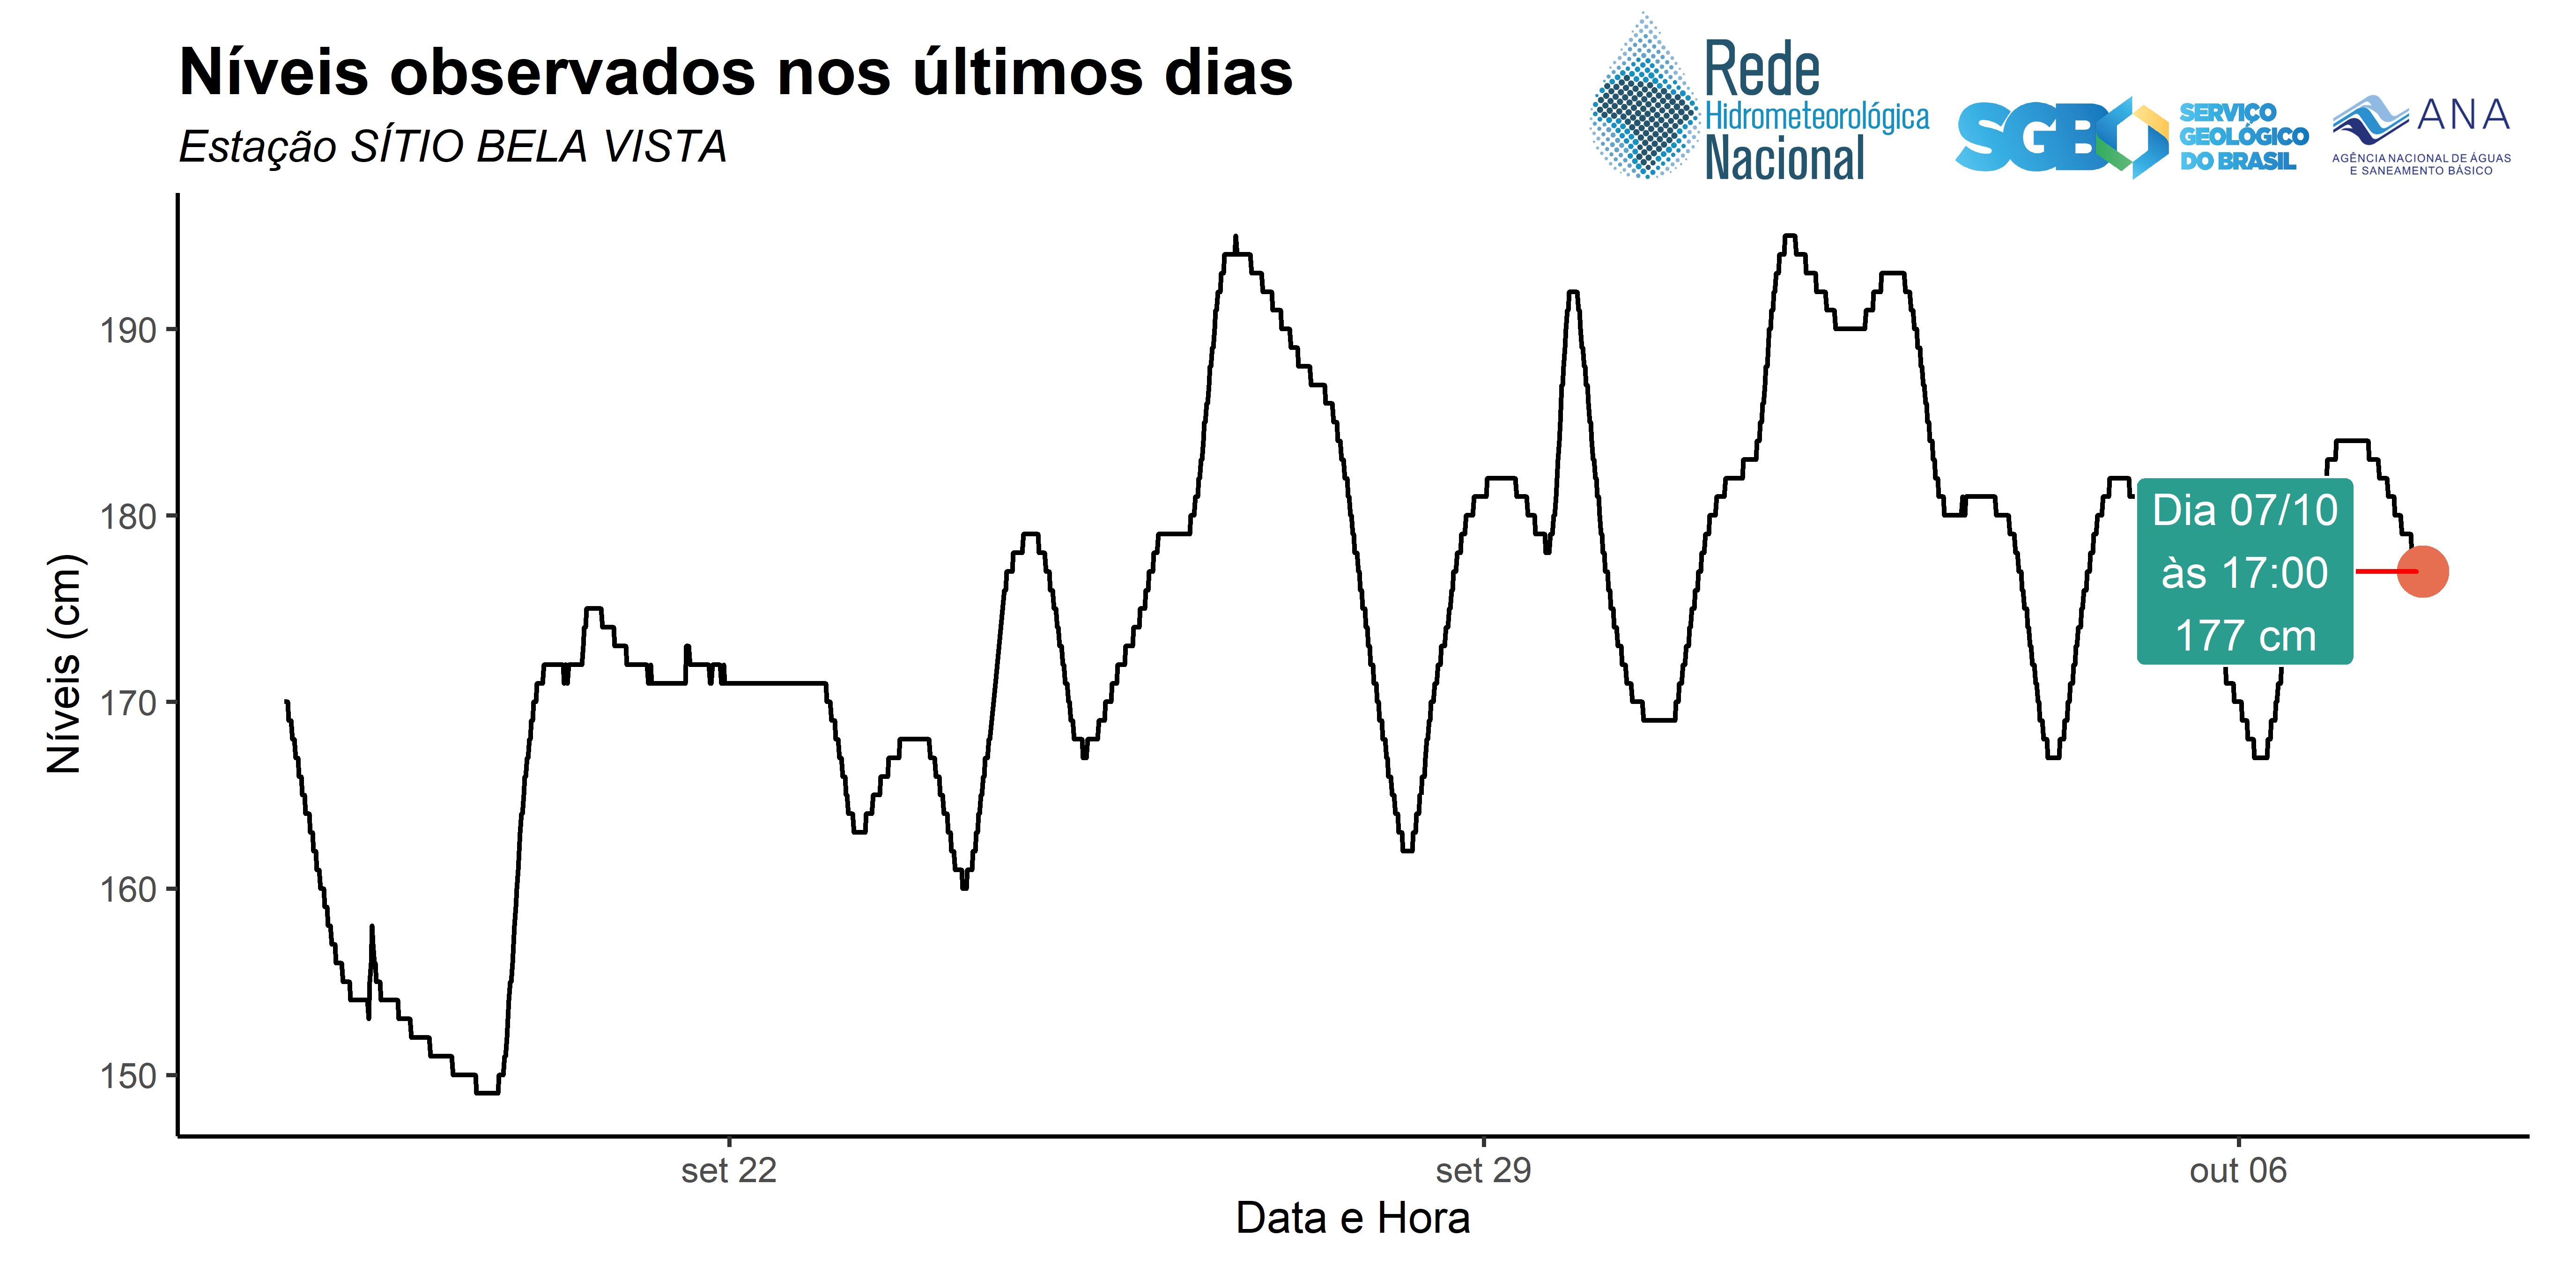 Níveis observados nos últimos dias
Estação SÍTIO BELA VISTA
Rede
Hidrometeorológica
Nacional
SGB
SERVIÇO
GEOLÓGICO
DO BRASIL
ANA
AGÊNCIA NACIONAL DE ÁGUAS
E SANEAMENTO BÁSICO
Níveis (cm)
190
180
170
160
150
Dia 07/10
às 17:00
177 cm
set 22
set 29
out 06
Data e Hora